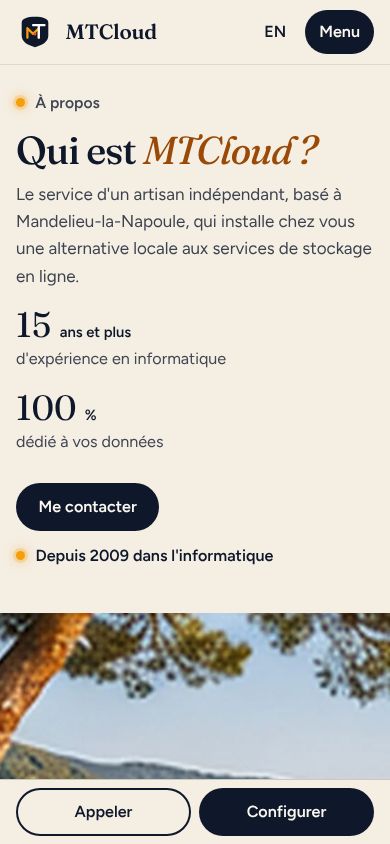 MTCloud
EN
Menu
À propos
Qui est MTCloud ?
Le service d'un artisan indépendant, basé à
Mandelieu-la-Napoule, qui installe chez vous
une alternative locale aux services de stockage
en ligne.
15 ans et plus
d'expérience en informatique
100 %
dédié à vos données
Me contacter
Depuis 2009 dans l'informatique
Appeler
Configurer